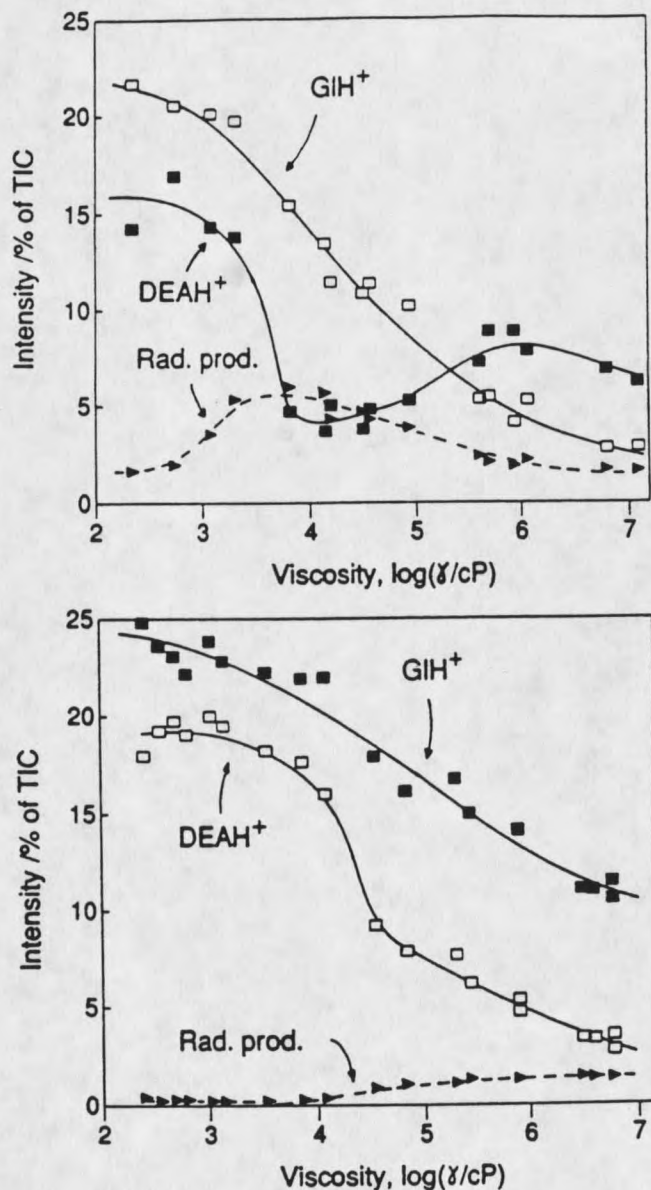 25
20
15
10
5
0
Intensity /% of TIC
GlH+
DEAH+
Rad. prod.
2 3 4 5 6 7
Viscosity, log(γ/cP)
25
20
15
10
5
0
Intensity /% of TIC
GlH+
DEAH+
Rad. prod.
2 3 4 5 6 7
Viscosity, log(γ/cP)